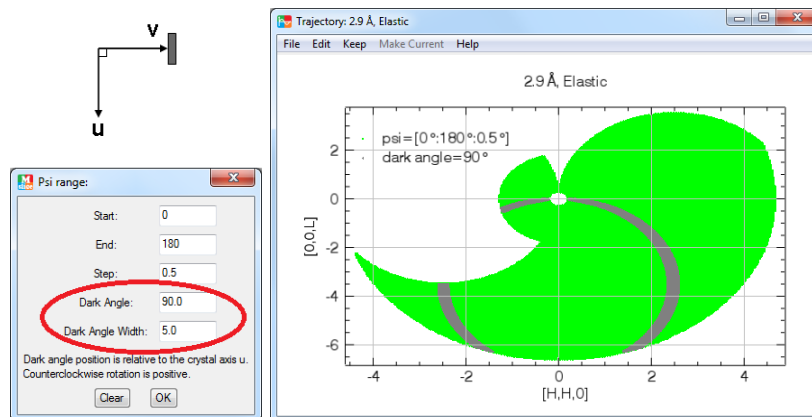 v
u
Psi range:
Start: 0
End: 180
Step: 0.5
Dark Angle: 90.0
Dark Angle Width: 5.0
Dark angle position is relative to the crystal axis u.
Counterclockwise rotation is positive.
Clear OK
Trajectory: 2.9 Å, Elastic
File Edit Keep Make Current Help
2.9 Å, Elastic
psi=[0°:180°:0.5°]
dark angle=90°
2
0
-2
-4
-6
[0,0,L]
-4 -2 0 2 4
[H,H,0]